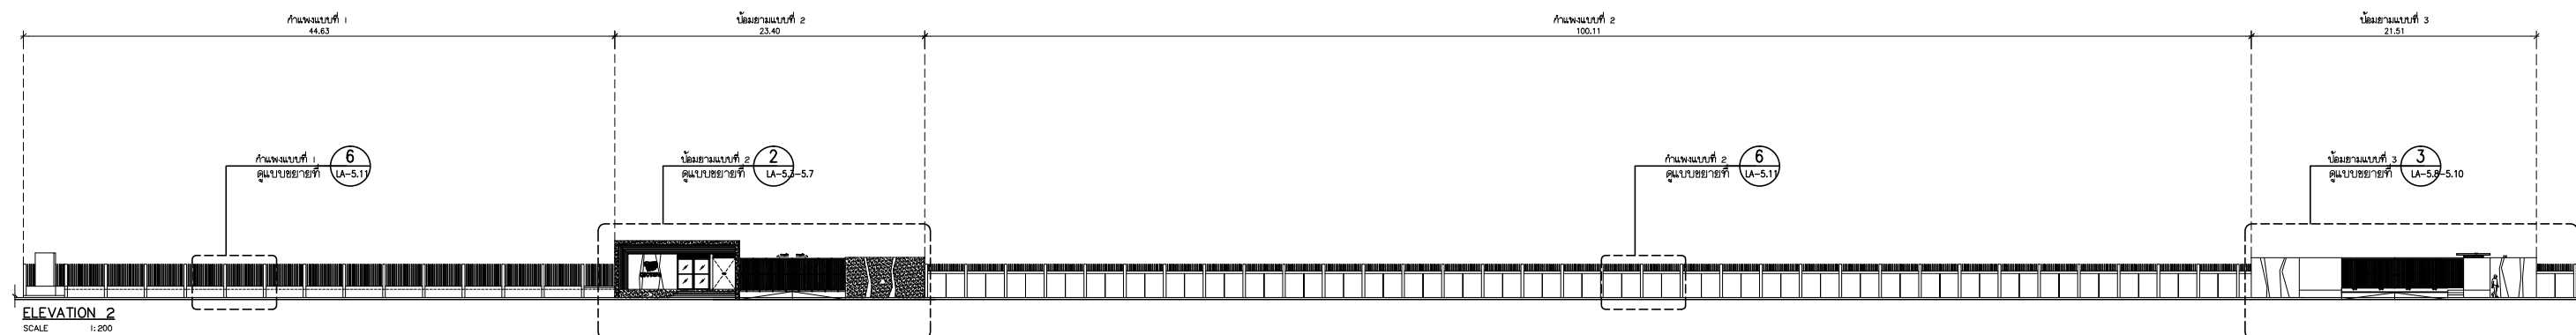 กำแพงแบบที่ 1
44.63
ป้อมยามแบบที่ 2
23.40
กำแพงแบบที่ 2
100.11
ป้อมยามแบบที่ 3
21.51
กำแพงแบบที่ 1
ดูแบบขยายที่
6
LA-5.11
ป้อมยามแบบที่ 2
ดูแบบขยายที่
2
LA-5.3-5.7
กำแพงแบบที่ 2
ดูแบบขยายที่
6
LA-5.11
ป้อมยามแบบที่ 3
ดูแบบขยายที่
3
LA-5.8-5.10
ELEVATION 2
SCALE 1:200